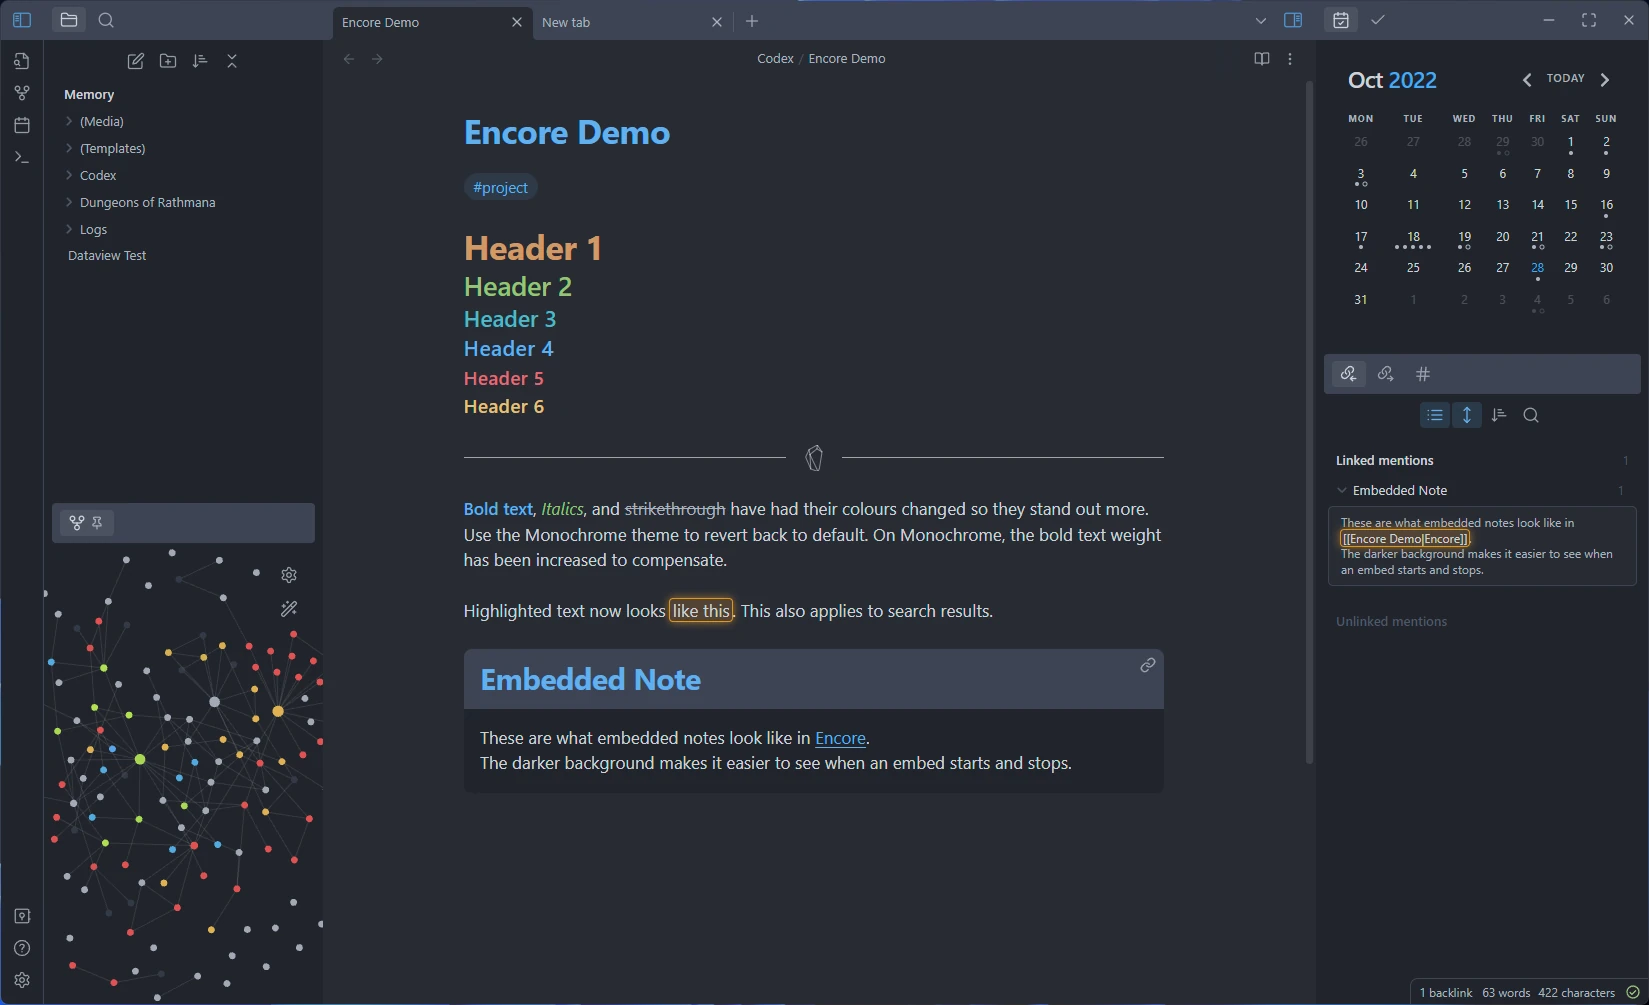 Encore Demo
New tab
Memory
(Media)
(Templates)
Codex
Dungeons of Rathmana
Logs
Dataview Test
Codex / Encore Demo
Encore Demo
#project
Header 1
Header 2
Header 3
Header 4
Header 5
Header 6
Bold text, Italics, and strikethrough have had their colours changed so they stand out more.
Use the Monochrome theme to revert back to default. On Monochrome, the bold text weight
has been increased to compensate.
Highlighted text now looks like this. This also applies to search results.
Embedded Note
These are what embedded notes look like in Encore.
The darker background makes it easier to see when an embed starts and stops.
Oct 2022
TODAY
MON TUE WED THU FRI SAT SUN
26 27 28 29 30 1 2
3 4 5 6 7 8 9
10 11 12 13 14 15 16
17 18 19 20 21 22 23
24 25 26 27 28 29 30
31 1 2 3 4 5 6
Linked mentions 1
Embedded Note 1
These are what embedded notes look like in
[[Encore Demo|Encore]].
The darker background makes it easier to see when
an embed starts and stops.
Unlinked mentions
1 backlink 63 words 422 characters